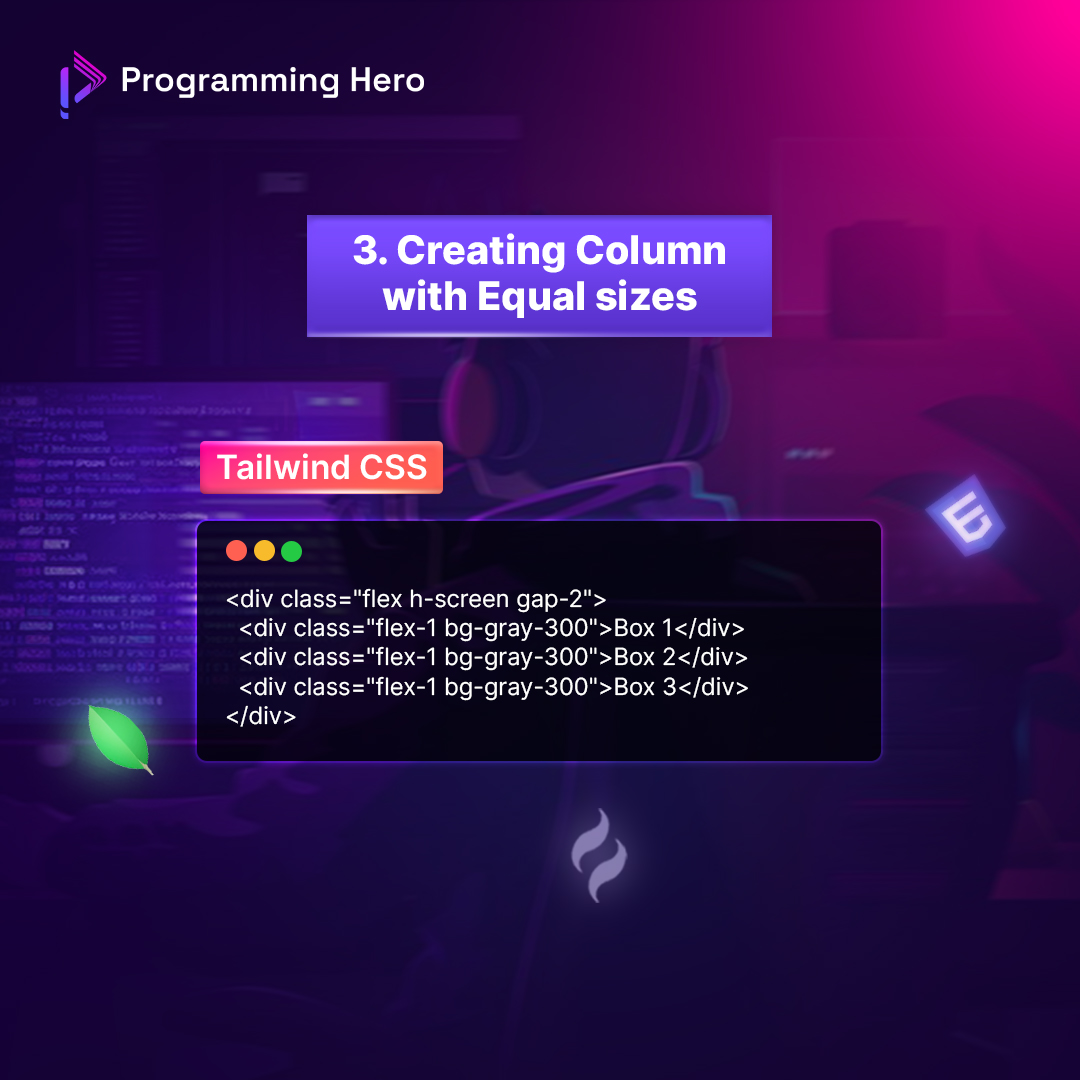 Programming Hero
3. Creating Column
with Equal sizes
Tailwind CSS
<div class="flex h-screen gap-2">
  <div class="flex-1 bg-gray-300">Box 1</div>
  <div class="flex-1 bg-gray-300">Box 2</div>
  <div class="flex-1 bg-gray-300">Box 3</div>
</div>